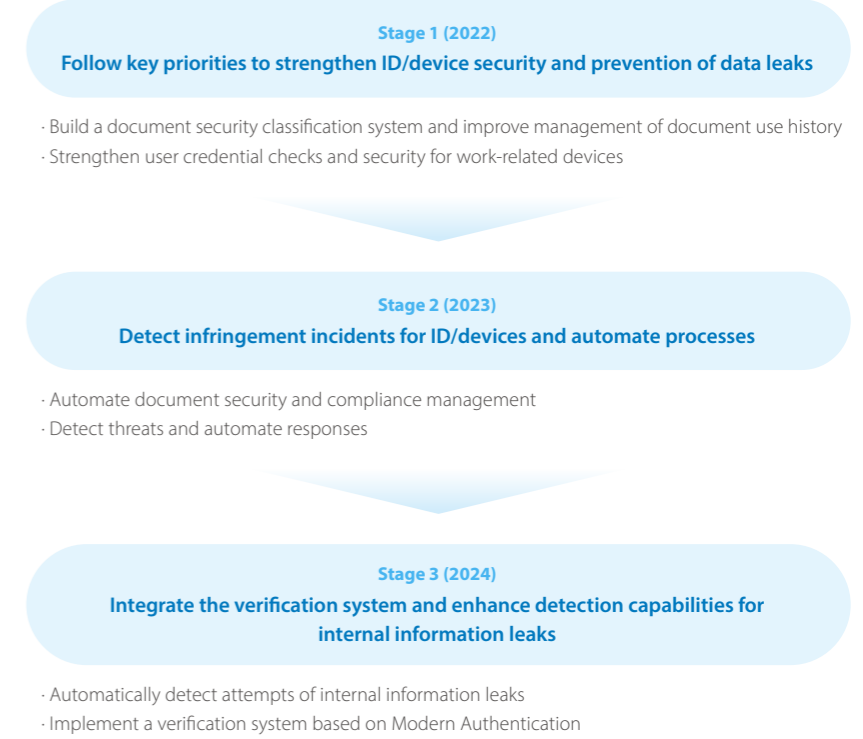 Stage 1 (2022)
Follow key priorities to strengthen ID/device security and prevention of data leaks
· Build a document security classification system and improve management of document use history
· Strengthen user credential checks and security for work-related devices
Stage 2 (2023)
Detect infringement incidents for ID/devices and automate processes
· Automate document security and compliance management
· Detect threats and automate responses
Stage 3 (2024)
Integrate the verification system and enhance detection capabilities for
internal information leaks
· Automatically detect attempts of internal information leaks
· Implement a verification system based on Modern Authentication